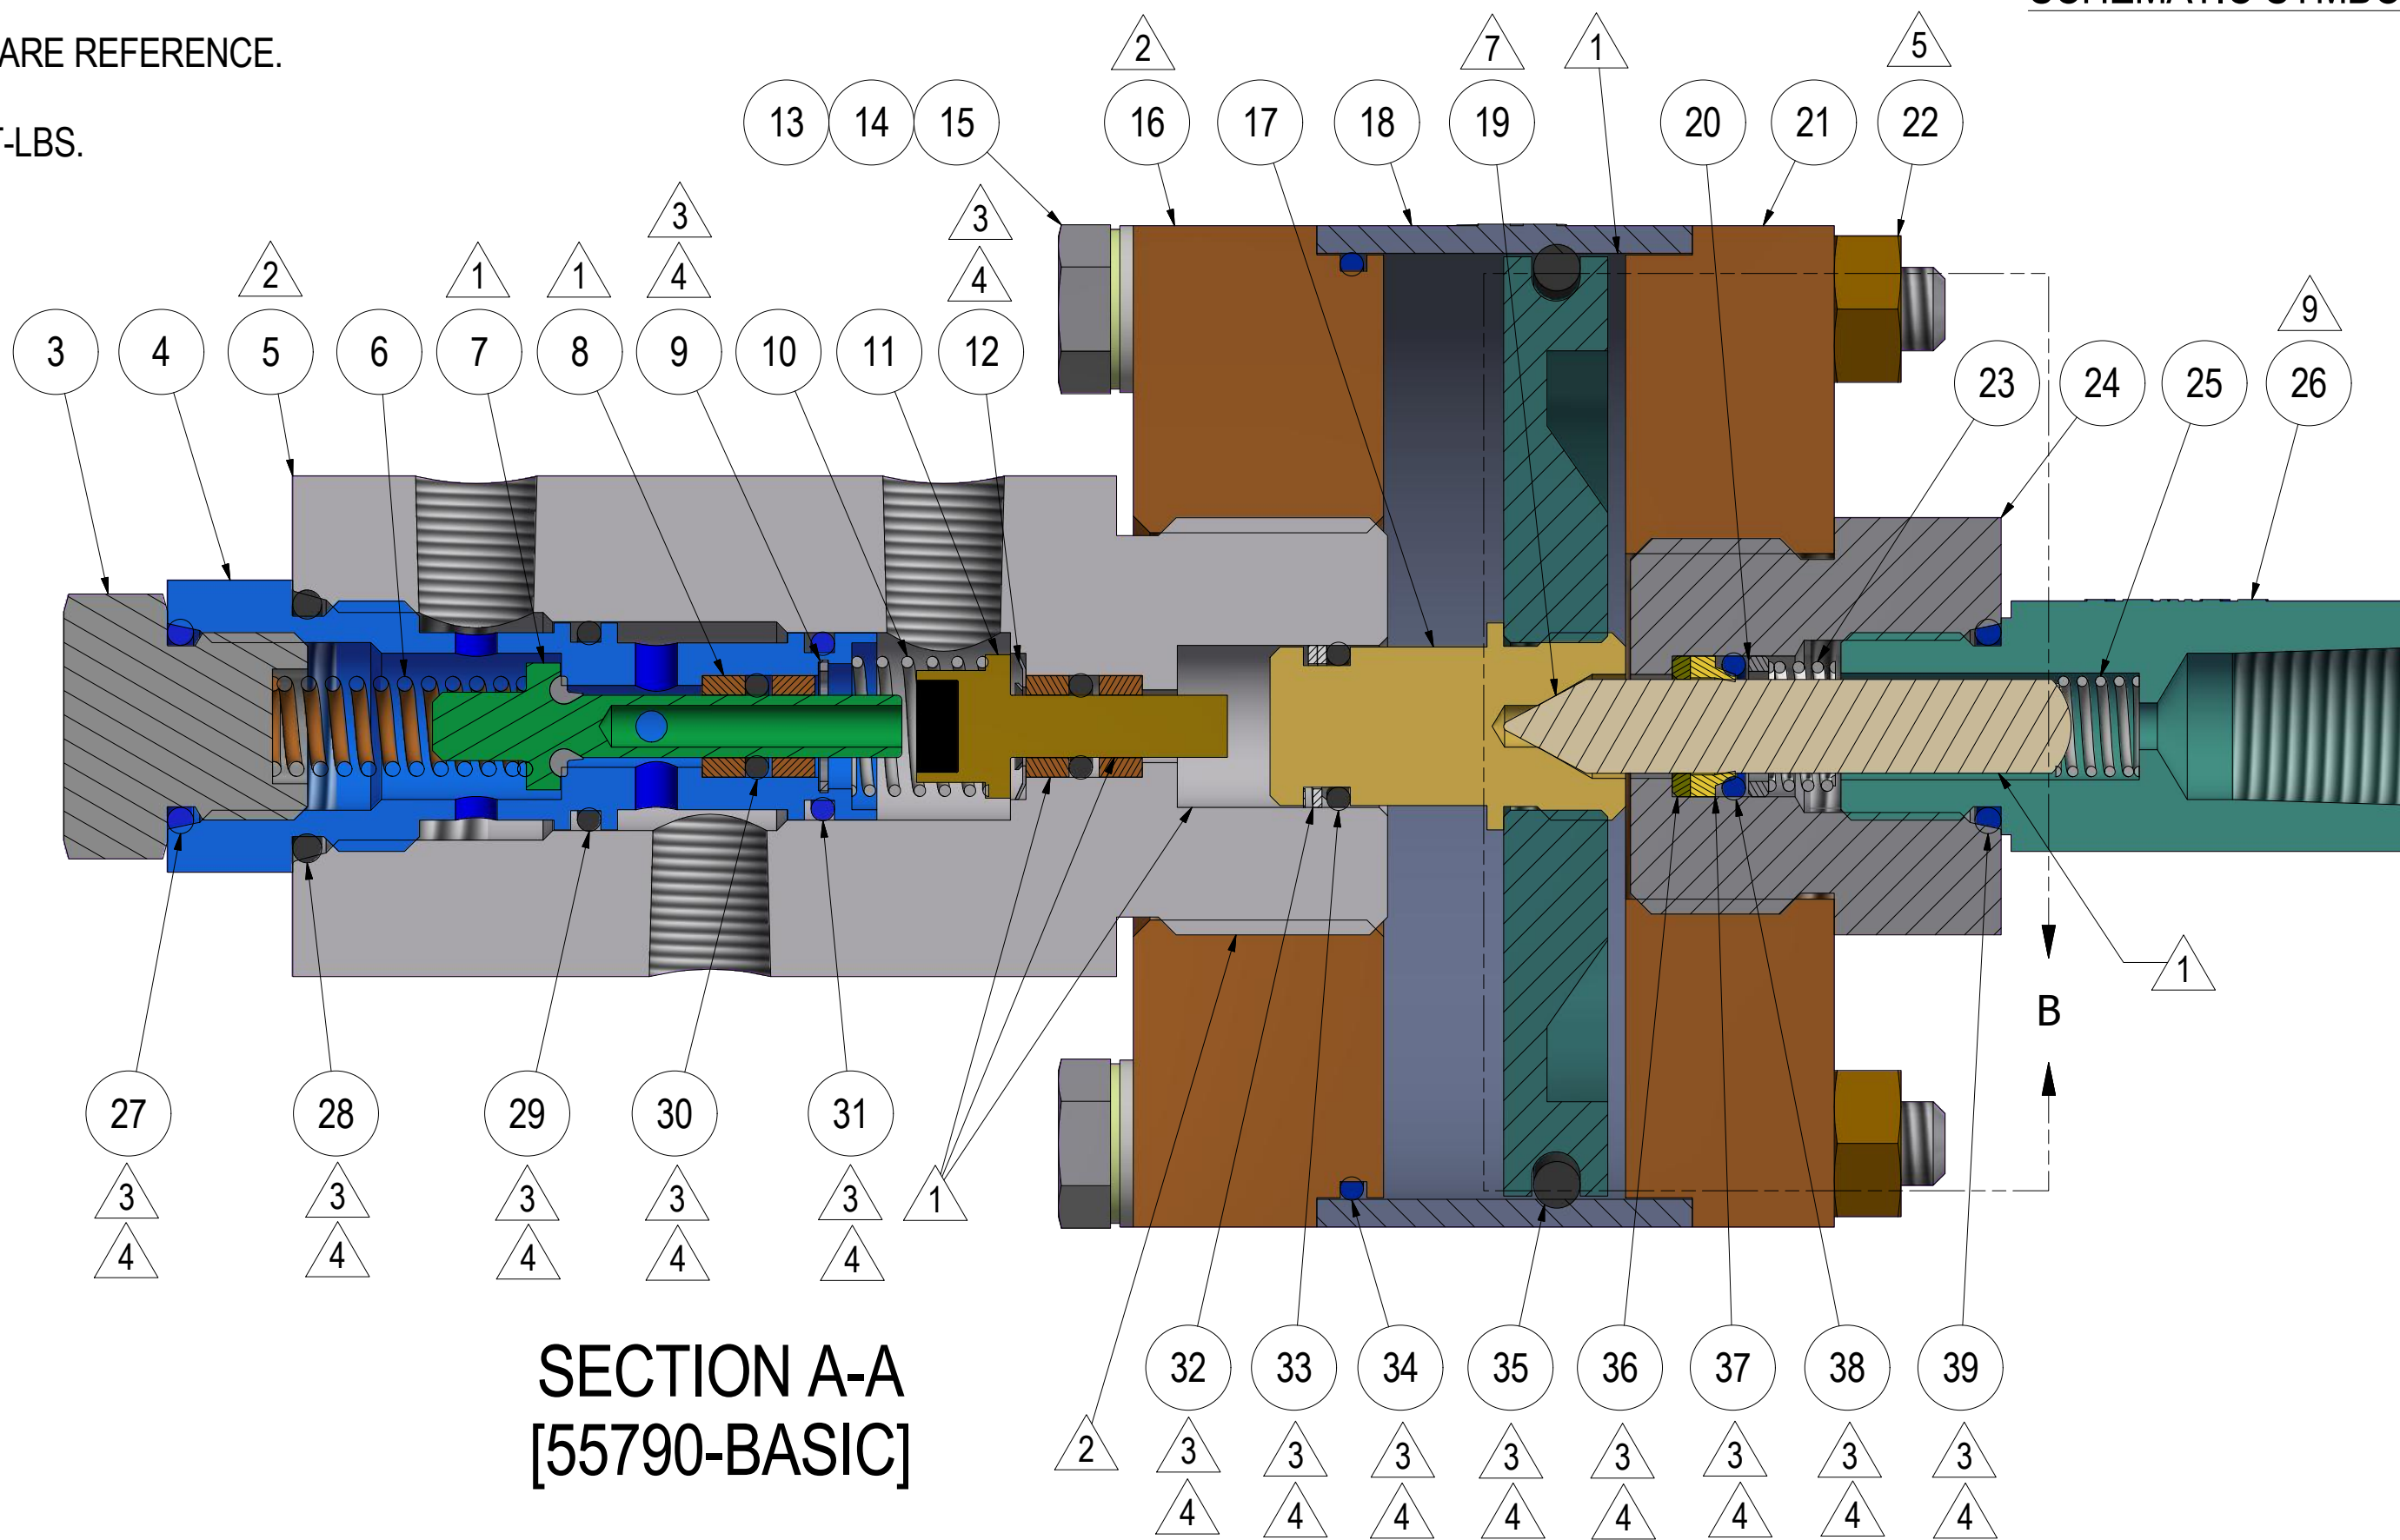 ARE REFERENCE.
-LBS.
2 7 1 5
13 14 15 16 17 18 19 20 21 22
3 3
2 1 1 4 4 9
3 4 5 6 7 8 9 10 11 12 23 24 25 26
1
B
27 28 29 30 31
3 3 3 3 3 1
4 4 4 4 4
SECTION A-A
[55790-BASIC]
32 33 34 35 36 37 38 39
2 3 3 3 3 3 3 3 3
4 4 4 4 4 4 4 4